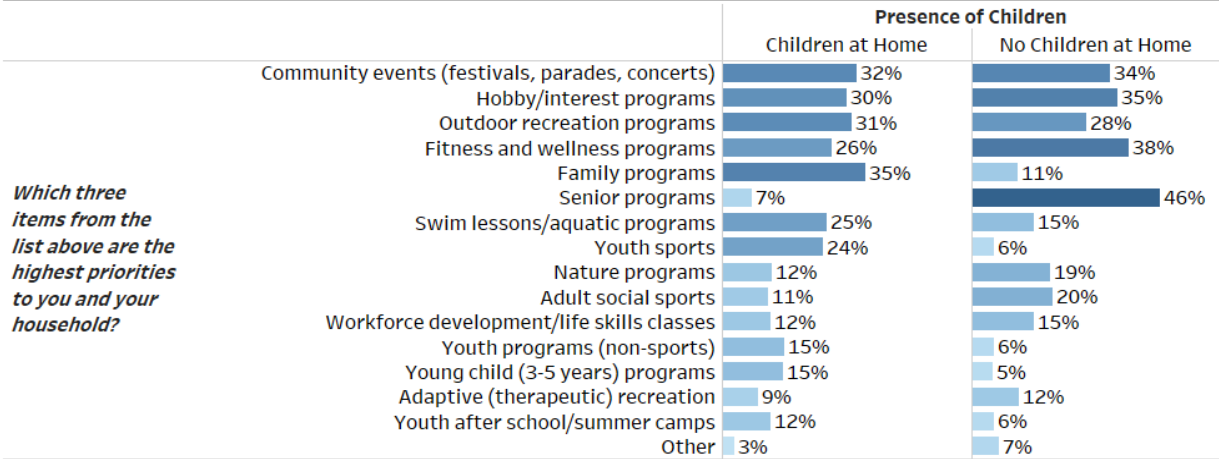 Presence of Children
Children at Home No Children at Home
Community events (festivals, parades, concerts) 32% 34%
Hobby/interest programs 30% 35%
Outdoor recreation programs 31% 28%
Fitness and wellness programs 26% 38%
Family programs 35% 11%
Senior programs 7% 46%
Swim lessons/aquatic programs 25% 15%
Youth sports 24% 6%
Nature programs 12% 19%
Adult social sports 11% 20%
Workforce development/life skills classes 12% 15%
Youth programs (non-sports) 15% 6%
Young child (3-5 years) programs 15% 5%
Adaptive (therapeutic) recreation 9% 12%
Youth after school/summer camps 12% 6%
Other 3% 7%
Which three
items from the
list above are the
highest priorities
to you and your
household?